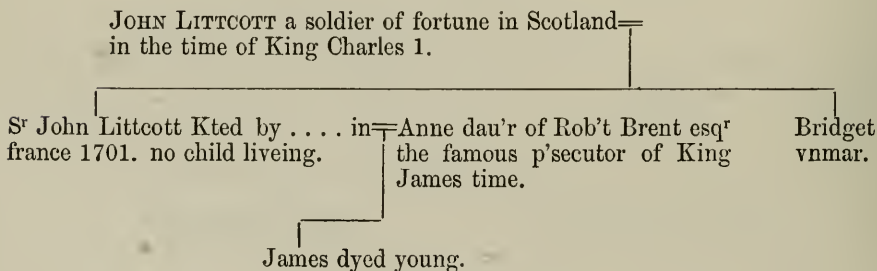 JOHN LITTCOTT a soldier of fortune in Scotland=
in the time of King Charles 1.
Sʳ John Littcott Kted by . . . . in=Anne dau'r of Rob't Brent esqʳ
france 1701. no child liveing.
the famous p'secutor of King
James time.
Bridget
vnmar.
James dyed young.